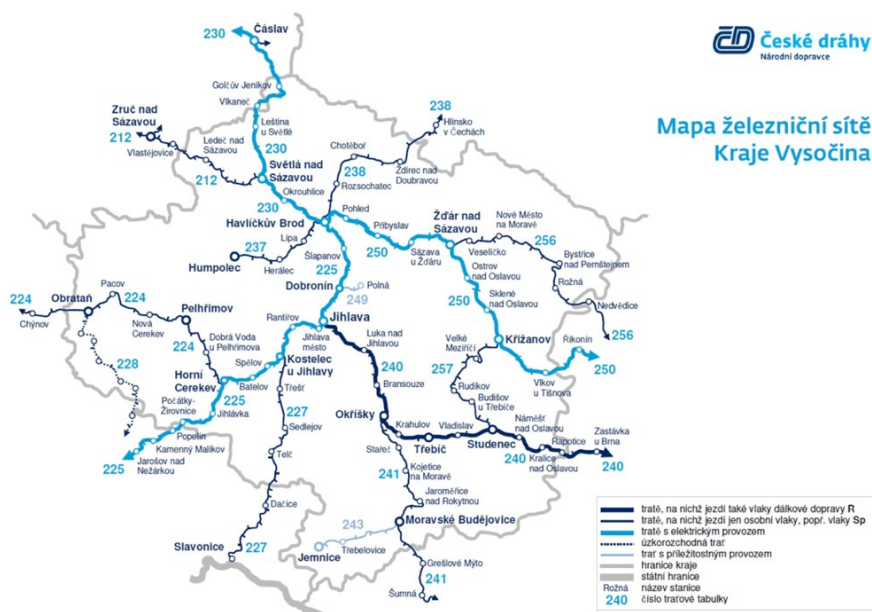 230
Čáslav
ČD České dráhy
Národní dopravce
Mapa železniční sítě
Kraje Vysočina
Golčův Jeníkov
Vlkaneč
Zruč nad
Sázavou
212
Vlastějovice
Ledeč nad
Sázavou
Leština
u Světlé
230
212
Světlá nad
Sázavou
Okrouhlice
230
238
Hlinsko
v Čechách
Chotěboř
238
Ždírec nad
Doubravou
Rozsochatec
Havlíčkův Brod
Pohled
Přibyslav
250
Žďár nad
Sázavou
Sázava
u Žďáru
Nové Město
na Moravě
Veselíčko
256
Bystřice
nad Pernštejnem
Rožná
Nedvědice
256
Lípa
237
Humpolec
Herálec
Šlapanov
225
Dobronín
Polná
249
Ostrov
nad Oslavou
250
Sklené
nad Oslavou
Křižanov
Říkonín
250
Vlkov
u Tišnova
224
Chýnov
Obrataň
Pacov
224
Nová
Cerekev
Pelhřimov
224
Dobrá Voda
u Pelhřimova
228
Horní
Cerekev
Počátky-
Žirovnice
Jihlávka
Popelín
Kamenný Malíkov
225
Jarošov nad
Nežárkou
225
Batelov
Spělov
Rantířov
Jihlava
Jihlava
město
Kostelec
u Jihlavy
Třešť
227
Sedlejov
Telč
Dačice
Slavonice
227
Luka nad
Jihlavou
240
Bransouze
Okříšky
Krahulov
Třebíč
Vladislav
Velké
Meziříčí
257
Rudíkov
Budišov
u Třebíče
Studenec
Náměšť
nad Oslavou
240
Kralice
nad Oslavou
Rapotice
Zastávka
u Brna
240
Stařeč
241
Kojetice
na Moravě
Jaroměřice
nad Rokytnou
Moravské Budějovice
243
Jemnice
Třebelovice
Grešlové Mýto
Šumná
241
tratě, na nichž jezdí také vlaky dálkové dopravy R
tratě, na nichž jezdí jen osobní vlaky, popř. vlaky Sp
tratě s elektrickým provozem
úzkorozchodná trať
trať s příležitostným provozem
hranice kraje
státní hranice
Rožná název stanice
240 číslo traťové tabulky